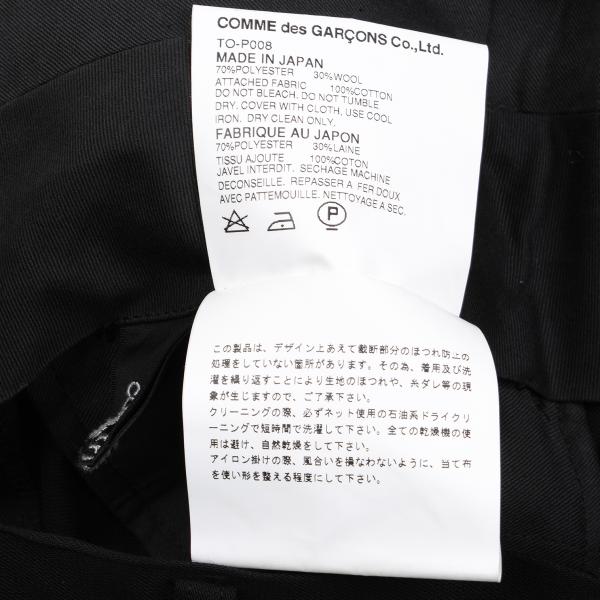 COMME des GARÇONS Co.,Ltd.
TO-P008
MADE IN JAPAN
70%POLYESTER 30%WOOL
ATTACHED FABRIC 100%COTTON
DO NOT BLEACH. DO NOT TUMBLE
DRY. COVER WITH CLOTH. USE COOL
IRON. DRY CLEAN ONLY.
FABRIQUE AU JAPON
70%POLYESTER 30%LAINE
TISSU AJOUTE 100%COTON
JAVEL INTERDIT. SECHAGE MACHINE
DECONSEILLE. REPASSER A FER DOUX
AVEC PATTEMOUILLE. NETTOYAGE A SEC.
P
この製品は、デザイン上あえて截断部分のほつれ防止の
処理をしていない箇所があります。その為、着用及び洗
濯を繰り返すことにより生地のほつれや、糸ダレ等の現
象が生じますので、ご了承下さい。
クリーニングの際、必ずネット使用の石油系ドライクリ
ーニングで短時間で洗濯して下さい。全ての乾燥機の使
用は避け、自然乾燥をして下さい。
アイロン掛けの際、風合いを損なわないように、当て布
を使い形を整える程度にして下さい。